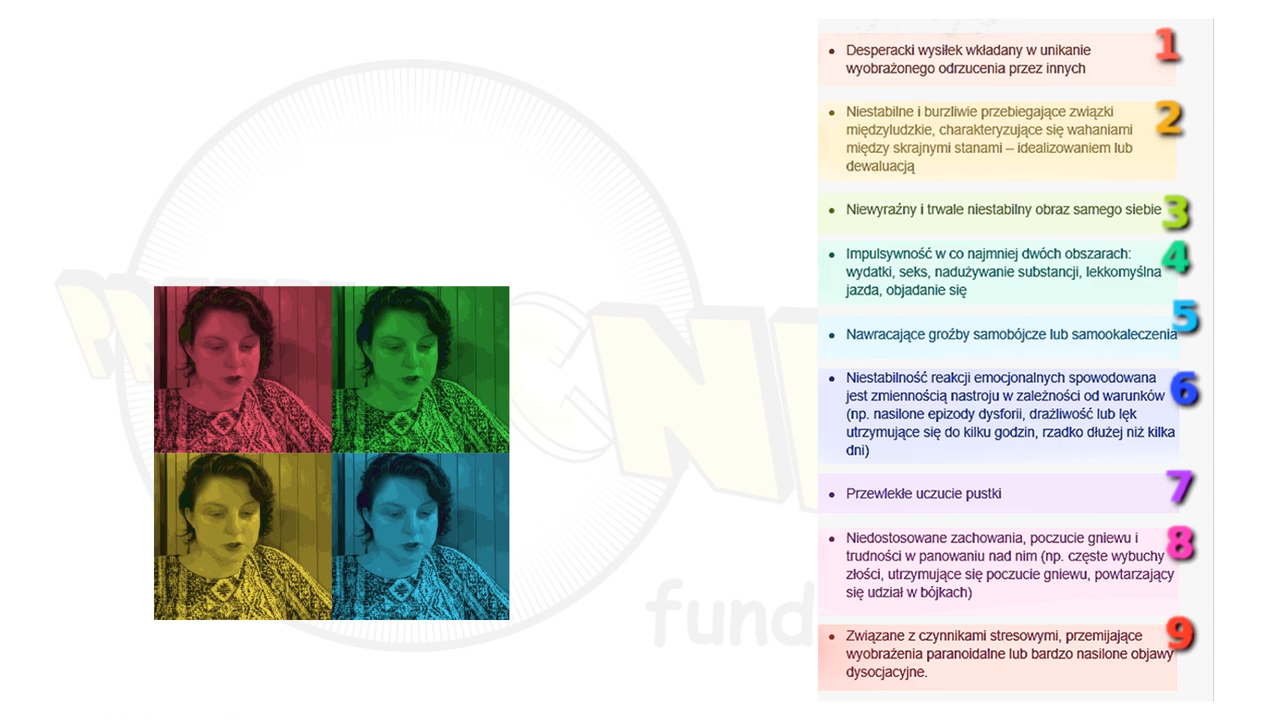 Desperacki wysiłek wkładany w unikanie
wyobrażonego odrzucenia przez innych
1
Niestabilne i burzliwie przebiegające związki
międzyludzkie, charakteryzujące się wahaniami
między skrajnymi stanami – idealizowaniem lub
dewaluacją
2
Niewyraźny i trwale niestabilny obraz samego siebie
3
Impulsywność w co najmniej dwóch obszarach:
wydatki, seks, nadużywanie substancji, lekkomyślna
jazda, objadanie się
4
Nawracające groźby samobójcze lub samookaleczenia
5
Niestabilność reakcji emocjonalnych spowodowana
jest zmiennością nastroju w zależności od warunków
(np. nasilone epizody dysforii, drażliwość lub lęk
utrzymujące się do kilku godzin, rzadko dłużej niż kilka
dni)
6
Przewlekłe uczucie pustki
7
Niedostosowane zachowania, poczucie gniewu i
trudności w panowaniu nad nim (np. częste wybuchy
złości, utrzymujące się poczucie gniewu, powtarzający
się udział w bójkach)
8
Związane z czynnikami stresowymi, przemijające
wyobrażenia paranoidalne lub bardzo nasilone objawy
dysocjacyjne.
9
fund